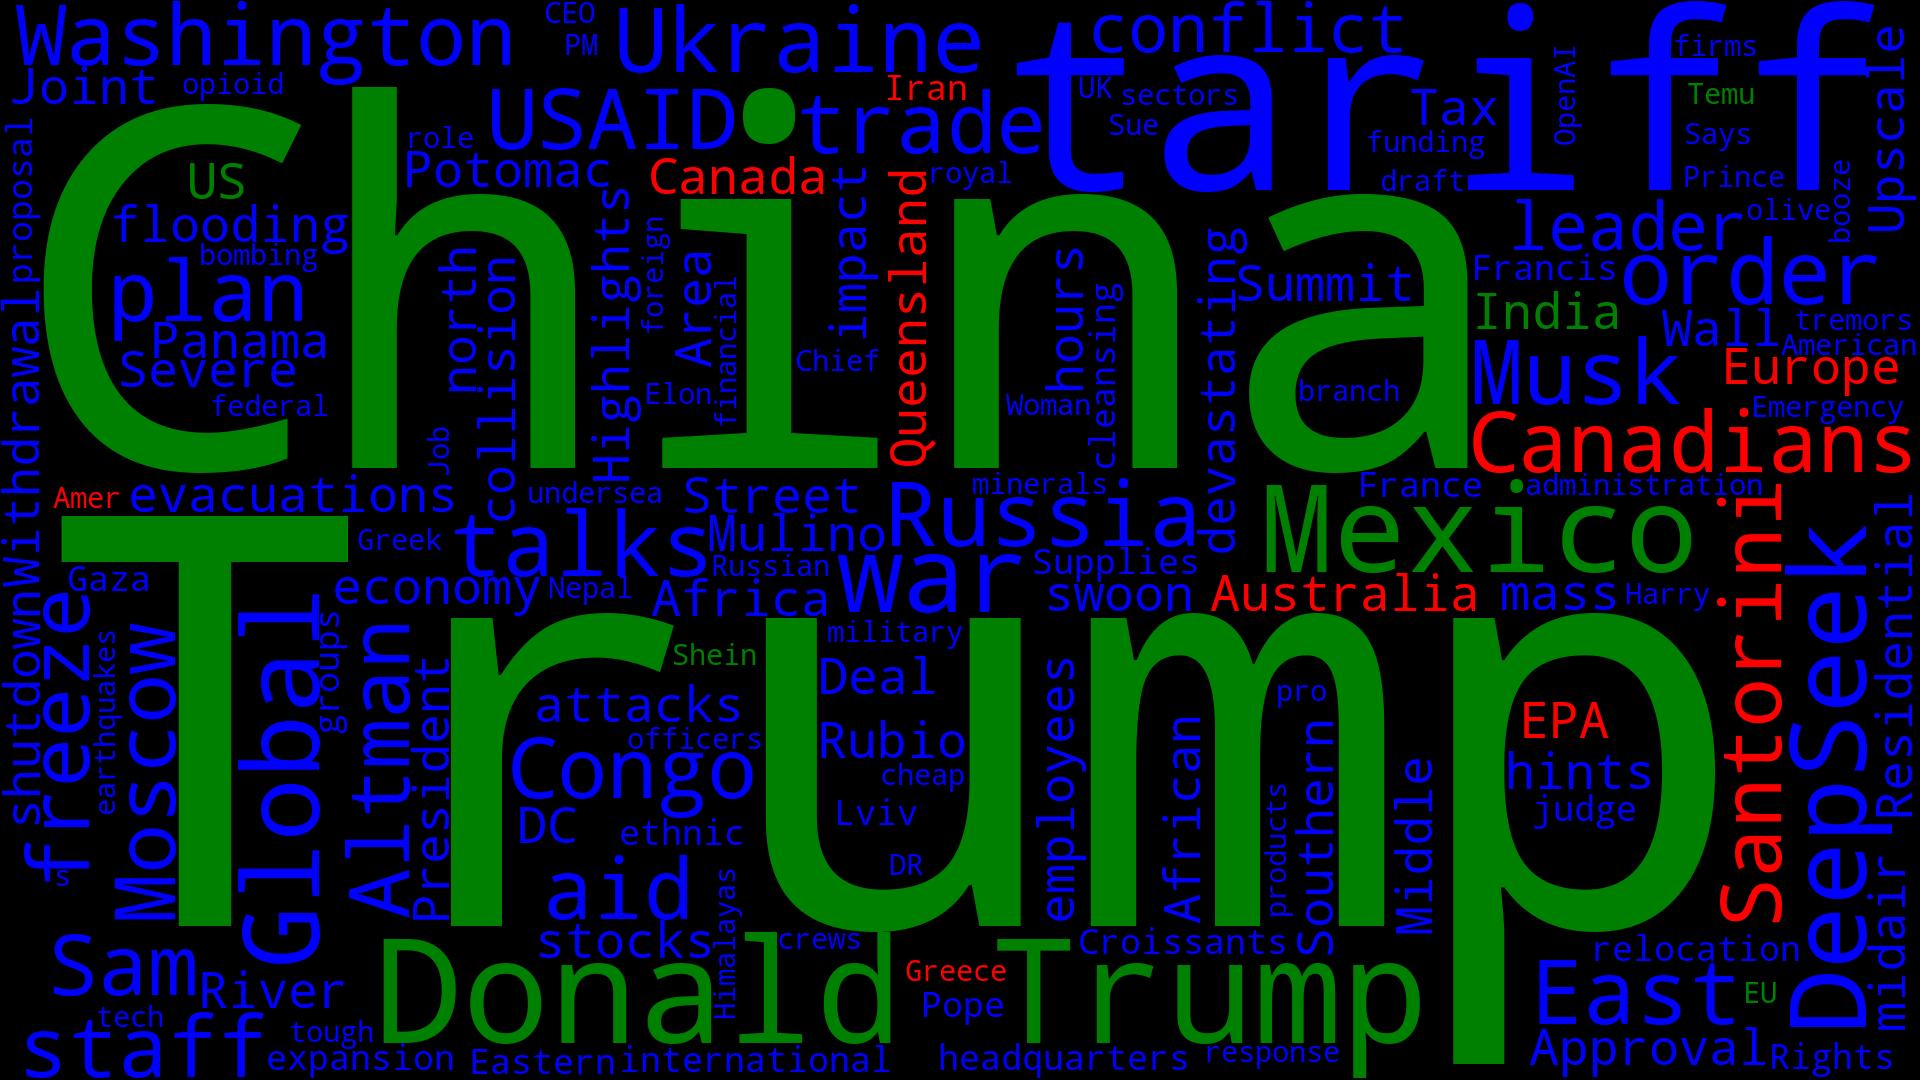 Washington
CEO
PM
Ukraine
conflict
tariff
firms
Upscale
Joint
opioid
USAID
trade
Iran
UK
sectors
Sue
Tax
OpenAI
Temu
Says
funding
draft
Prince
booze
China
US
role
Potomac
Canada
royal
flooding
bombing
plan
Panama
Severe
federal
proposal
Withdrawal
shutdown
north
collision
Job
Highlights
foreign
Area
financial
Elon
impact
Chief
Queensland
hours
cleansing
Woman
devastating
Summit
branch
leader
olive
Francis
order
India
Wall
tremors
American
Musk
Europe
Emergency
Canadians
Amer
evacuations
undersea
Street
minerals
Russia
France
administration
Mexico
Greek
talks
Mulino
Russian
war
Supplies
swoon
Australia
mass
Harry
Gaza
economy
Nepal
Africa
Trump
freeze
s
earthquakes
Moscow
Global
groups
Altman
President
Shein
military
attacks
officers
Congo
DC
ethnic
Deal
Rubio
cheap
Lviv
DR
employees
African
pro
products
Southern
Middle
EPA
hints
judge
Santorini
DeepSeek
Residential
midair
aid
stocks
Himalayas
crews
Croissants
relocation
Sam
River
Donald Trump
Greece
Pope
East
EU
tech
staff
tough
expansion
Eastern
international
headquarters
response
Approval
Rights